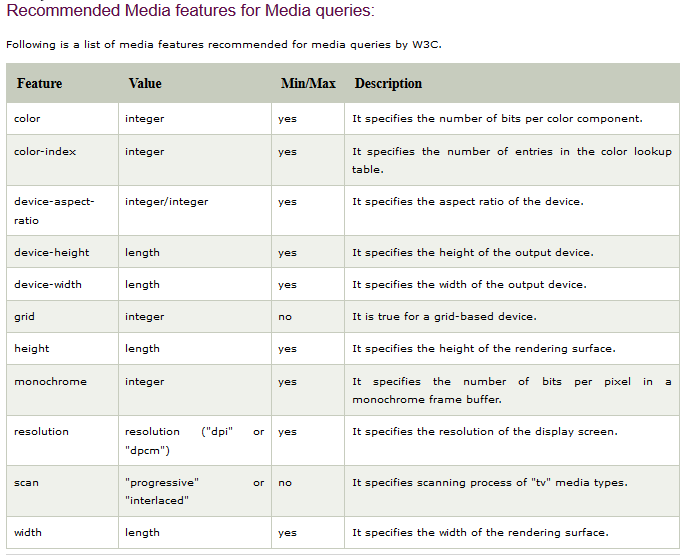 Recommended Media features for Media queries:
Following is a list of media features recommended for media queries by W3C.
Feature Value Min/Max Description
color integer yes It specifies the number of bits per color component.
color-index integer yes It specifies the number of entries in the color lookup
table.
device-aspect- integer/integer yes It specifies the aspect ratio of the device.
ratio
device-height length yes It specifies the height of the output device.
device-width length yes It specifies the width of the output device.
grid integer no It is true for a grid-based device.
height length yes It specifies the height of the rendering surface.
monochrome integer yes It specifies the number of bits per pixel in a
monochrome frame buffer.
resolution resolution ("dpi" or yes It specifies the resolution of the display screen.
"dpcm")
scan "progressive" or no It specifies scanning process of "tv" media types.
"interlaced"
width length yes It specifies the width of the rendering surface.